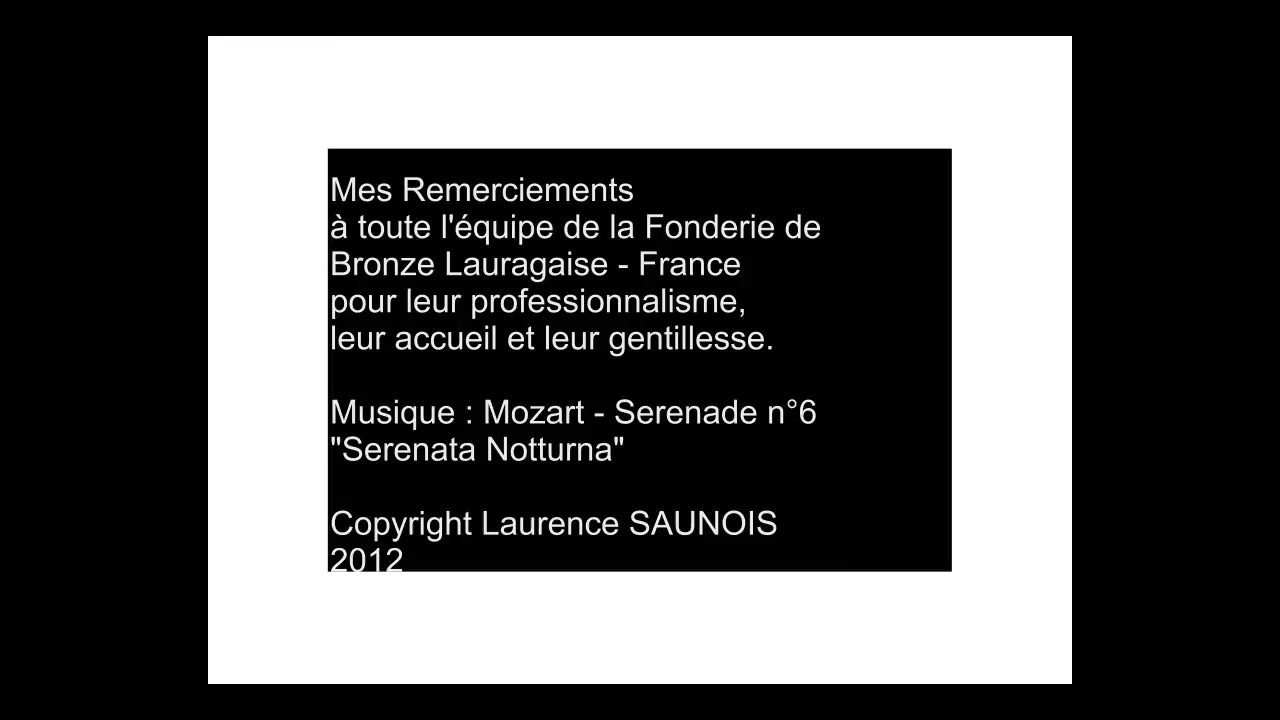 Mes Remerciements
à toute l'équipe de la Fonderie de
Bronze Lauragaise - France
pour leur professionnalisme,
leur accueil et leur gentillesse.
Musique : Mozart - Serenade n°6
"Serenata Notturna"
Copyright Laurence SAUNOIS
2012